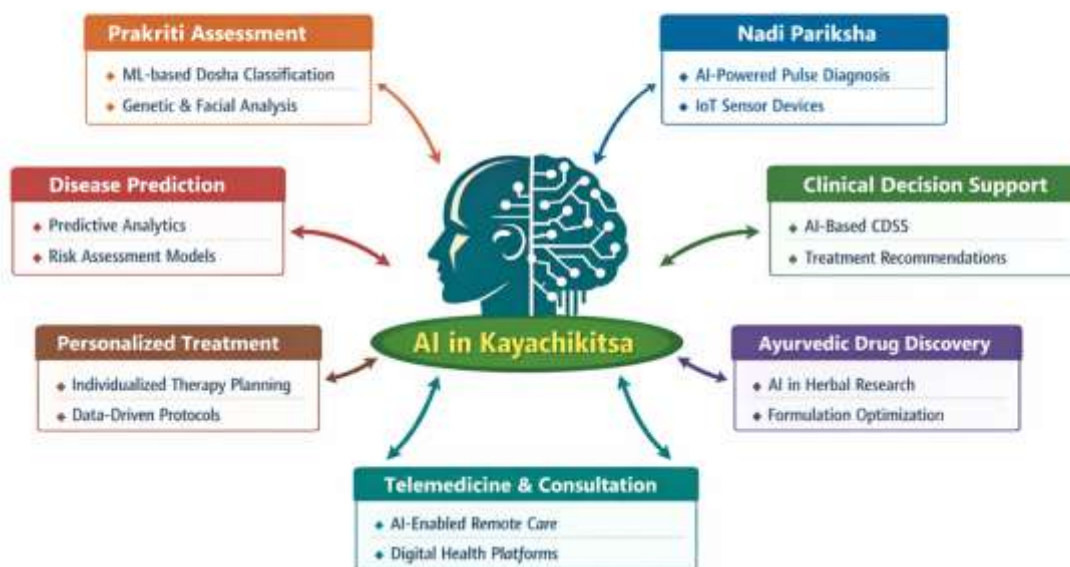 Prakriti Assessment
ML-based Dosha Classification
Genetic & Facial Analysis
Nadi Pariksha
AI-Powered Pulse Diagnosis
IoT Sensor Devices
Disease Prediction
Predictive Analytics
Risk Assessment Models
Clinical Decision Support
AI-Based CDSS
Treatment Recommendations
AI in Kayachikitsa
Personalized Treatment
Individualized Therapy Planning
Data-Driven Protocols
Ayurvedic Drug Discovery
AI in Herbal Research
Formulation Optimization
Telemedicine & Consultation
AI-Enabled Remote Care
Digital Health Platforms